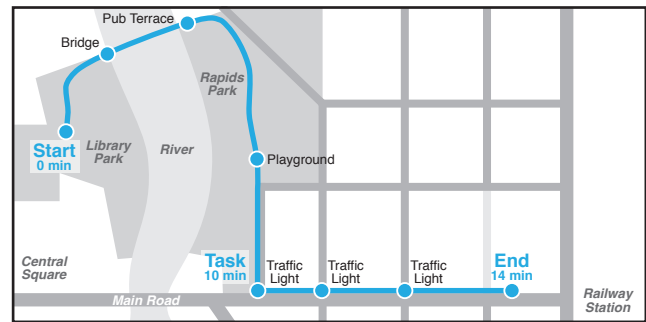 Pub Terrace
Bridge
Rapids
Park
Library
Park
River
Start
0 min
Playground
Central
Square
Task
10 min
Traffic
Light
Traffic
Light
Traffic
Light
End
14 min
Main Road
Railway
Station